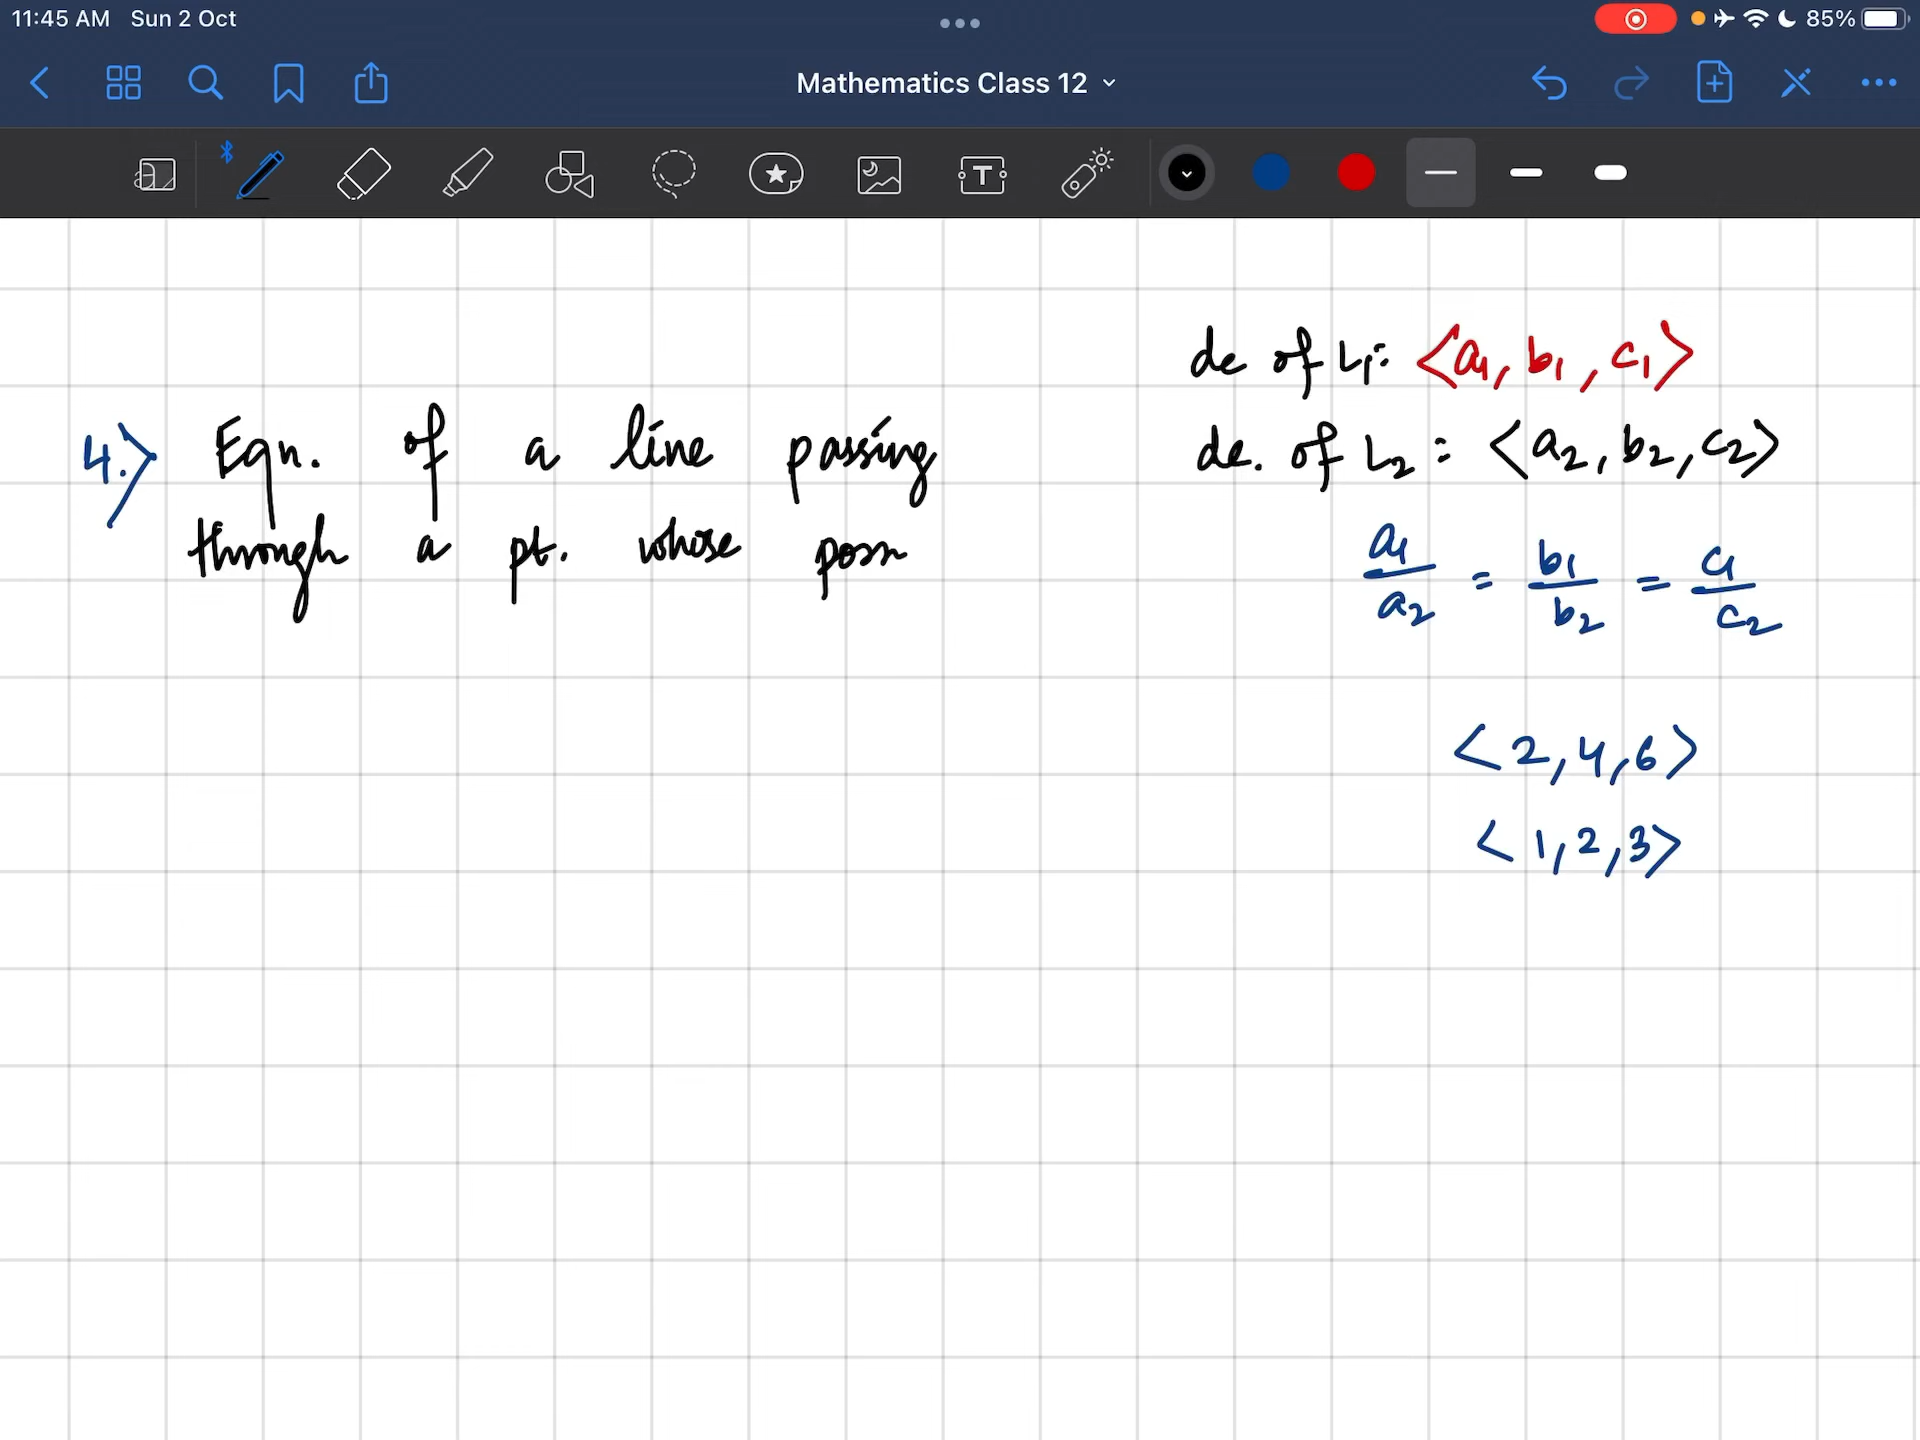 11:45 AM Sun 2 Oct
85%
Mathematics Class 12
4.> Eqn. of a line passing
through a pt. whose posn
dc of L1: <a1, b1, c1>
dc. of L2: <a2, b2, c2>
a1/a2 = b1/b2 = c1/c2
<2,4,6>
<1,2,3>